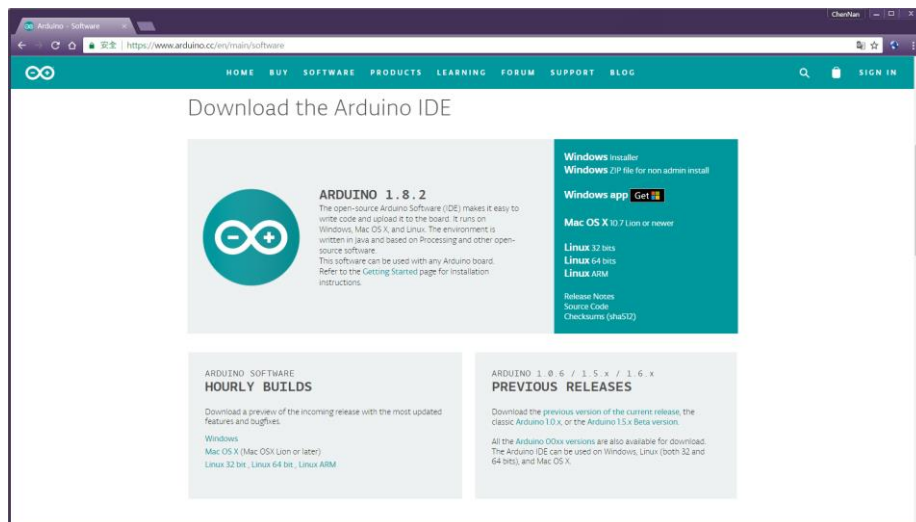 ChenNan
Arduino - Software
安全 | https://www.arduino.cc/en/main/software
HOME BUY SOFTWARE PRODUCTS LEARNING FORUM SUPPORT BLOG SIGN IN
Download the Arduino IDE
ARDUINO 1.8.2
The open-source Arduino Software (IDE) makes it easy to
write code and upload it to the board. It runs on
Windows, Mac OS X, and Linux. The environment is
written in Java and based on Processing and other open-
source software.
This software can be used with any Arduino board.
Refer to the Getting Started page for Installation
instructions.
Windows Installer
Windows ZIP file for non admin install
Windows app Get
Mac OS X 10.7 Lion or newer
Linux 32 bits
Linux 64 bits
Linux ARM
Release Notes
Source Code
Checksums (sha512)
ARDUINO SOFTWARE
HOURLY BUILDS
Download a preview of the incoming release with the most updated
features and bugfixes.
Windows
Mac OS X (Mac OSX Lion or later)
Linux 32 bit , Linux 64 bit , Linux ARM
ARDUINO 1.0.6 / 1.5.x / 1.6.x
PREVIOUS RELEASES
Download the previous version of the current release, the
classic Arduino 1.0.x, or the Arduino 1.5.x Beta version.
All the Arduino 00xx versions are also available for download.
The Arduino IDE can be used on Windows, Linux (both 32 and
64 bits), and Mac OS X.